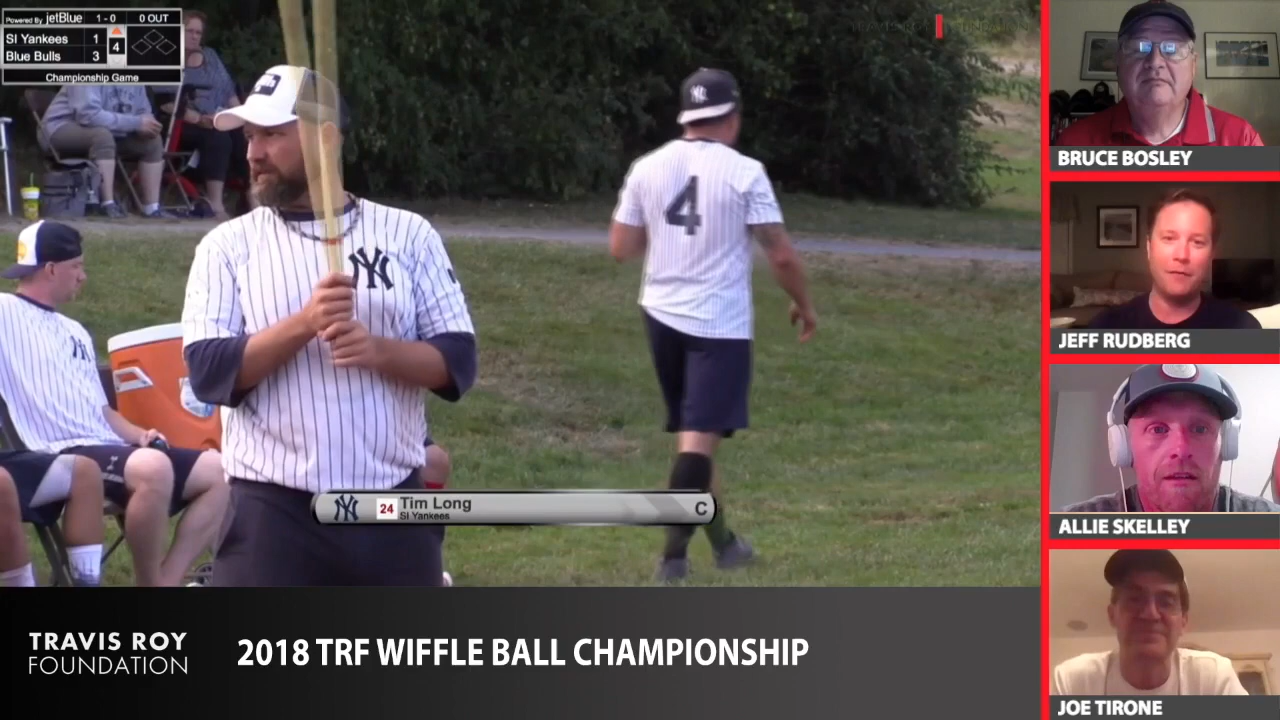 Powered By jetBlue 1 - 0 0 OUT
SI Yankees 1
4
Blue Bulls 3
Championship Game
TRAVIS ROY
BRUCE BOSLEY
JEFF RUDBERG
ALLIE SKELLEY
JOE TIRONE
4
NY
24 Tim Long C
SI Yankees
TRAVIS ROY
FOUNDATION
2018 TRF WIFFLE BALL CHAMPIONSHIP